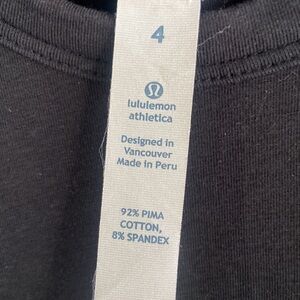 4
lululemon
athletica
Designed in
Vancouver
Made in Peru
92% PIMA
COTTON,
8% SPANDEX